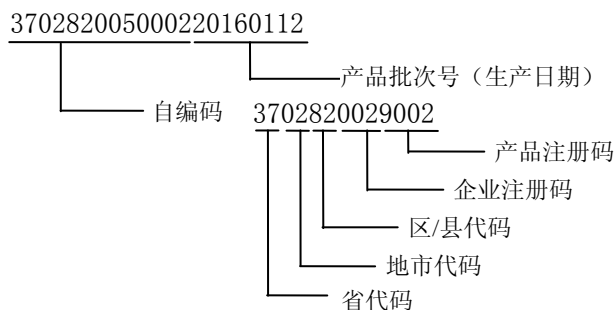 370282005000220160112
产品批次号（生产日期）
自编码
3702820029002
产品注册码
企业注册码
区/县代码
地市代码
省代码